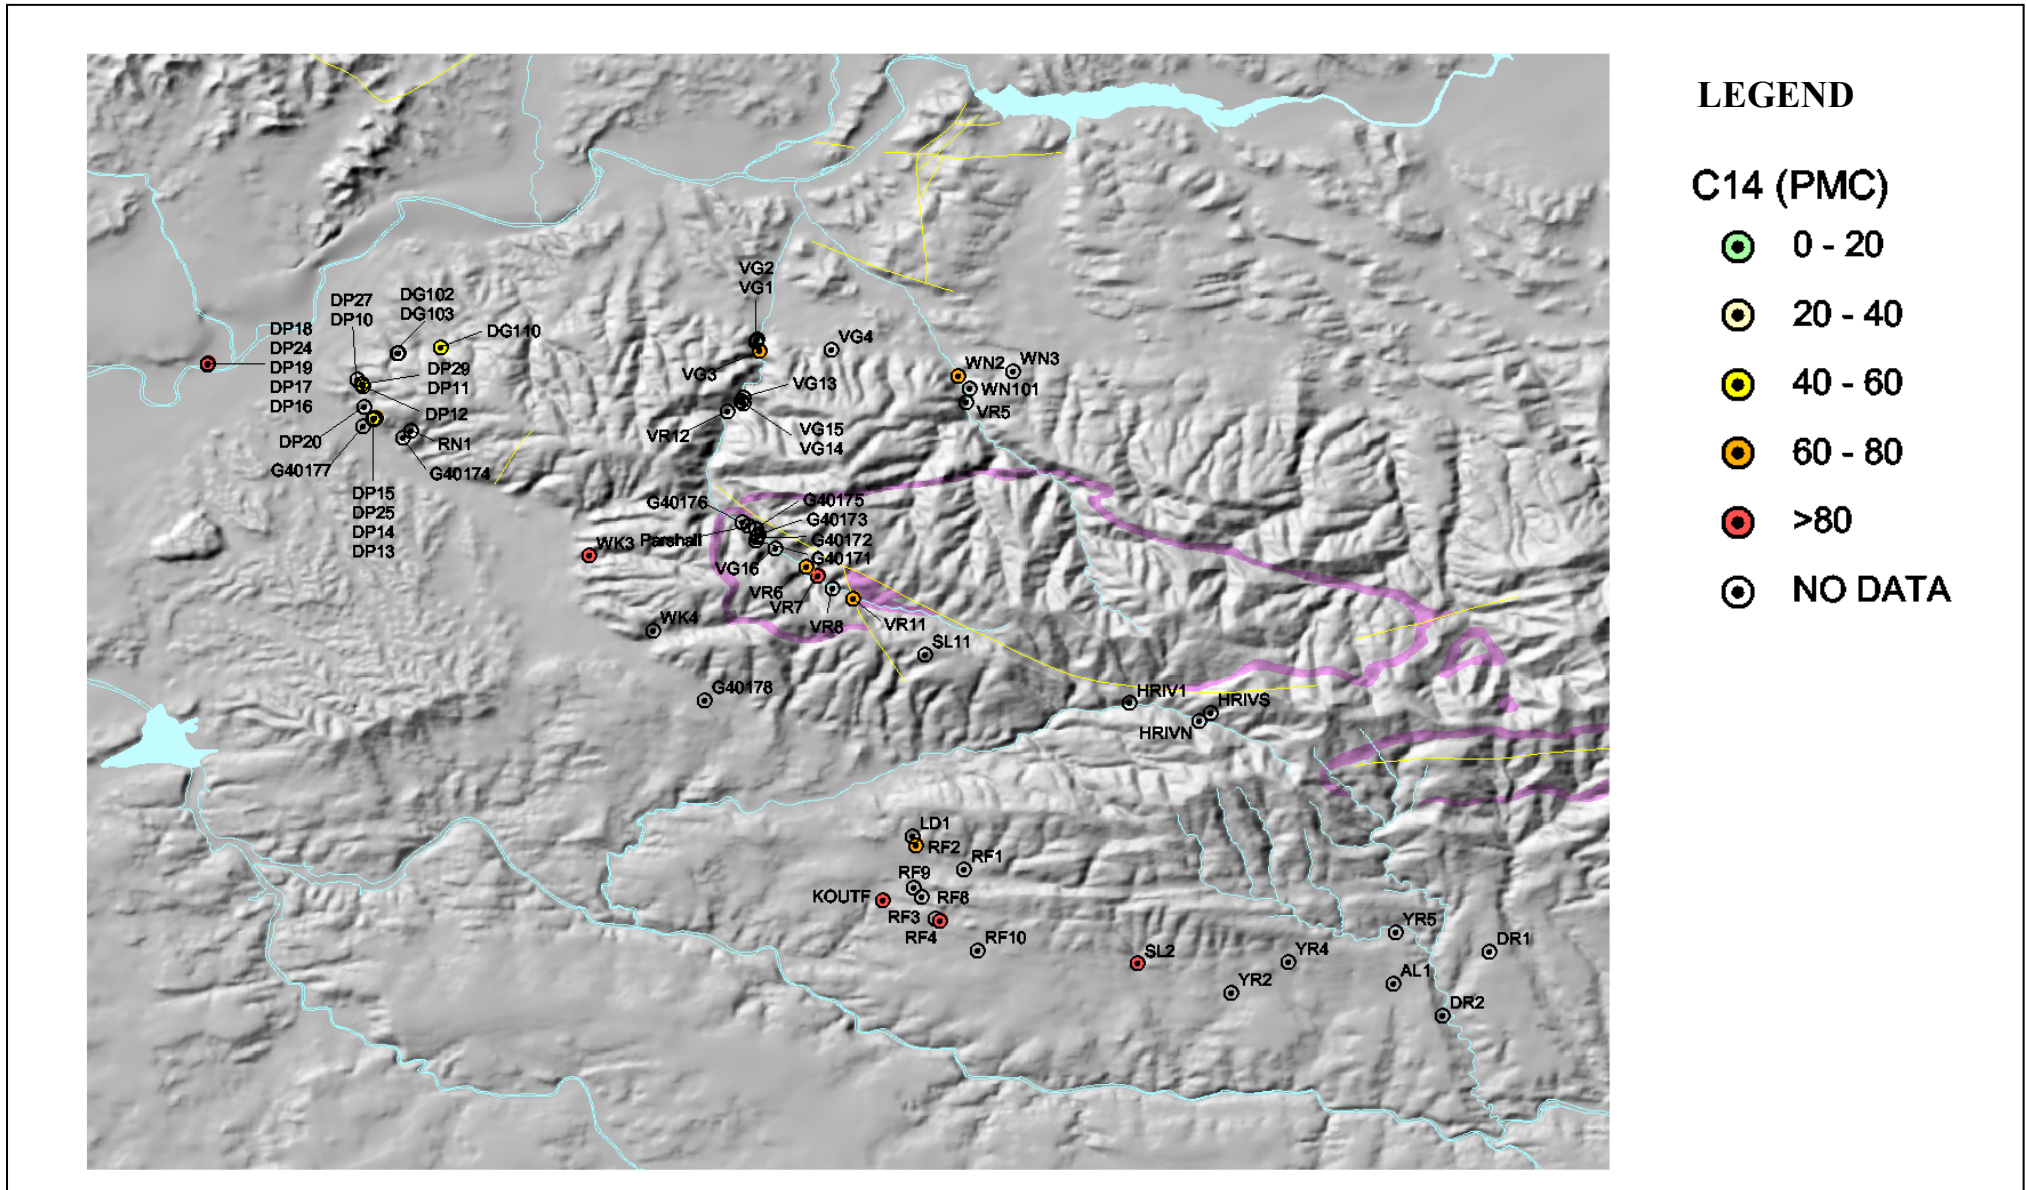 LEGEND
C14 (PMC)
0 - 20
20 - 40
40 - 60
60 - 80
>80
NO DATA
VG2
VG1
DP27
DP10
DG102
DG103
DG110
DP18
DP24
DP19
DP17
DP16
VG4
VG3
WN2
WN3
DP29
DP11
VG13
WN101
DP12
VR5
VR12
VG15
VG14
DP20
RN1
G40177
G40174
DP15
DP25
DP14
DP13
G40176
G40175
G40173
Parshall
G40172
WK3
G40171
VG16
VR6
VR7
WK4
VR8
VR11
SL11
G40178
HRIV1
HRIVS
HRIVN
LD1
RF2
RF1
RF9
KOUTF
RF8
RF3
RF4
RF10
SL2
YR5
YR4
DR1
YR2
AL1
DR2